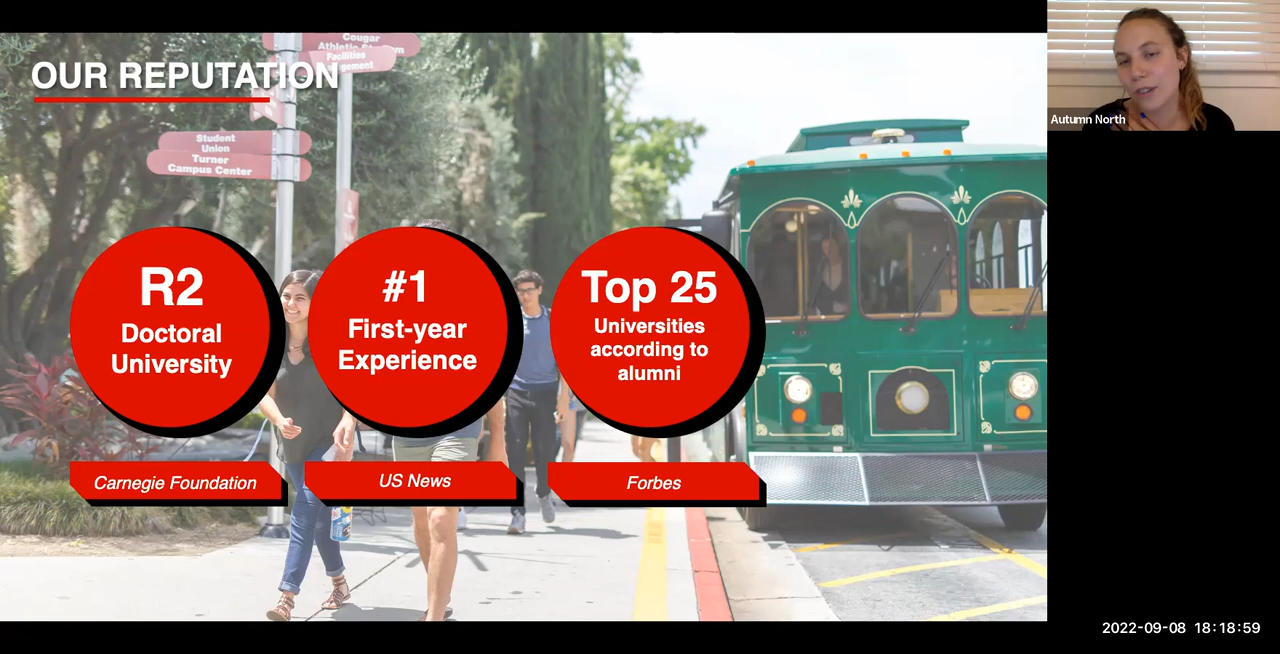 OUR REPUTATION
Cougar
Athletic Stadium
Facilities
Student
Union
Turner
Campus Center
R2
Doctoral
University
#1
First-year
Experience
Top 25
Universities
according to
alumni
Carnegie Foundation
US News
Forbes
Autumn North
2022-09-08 18:18:59